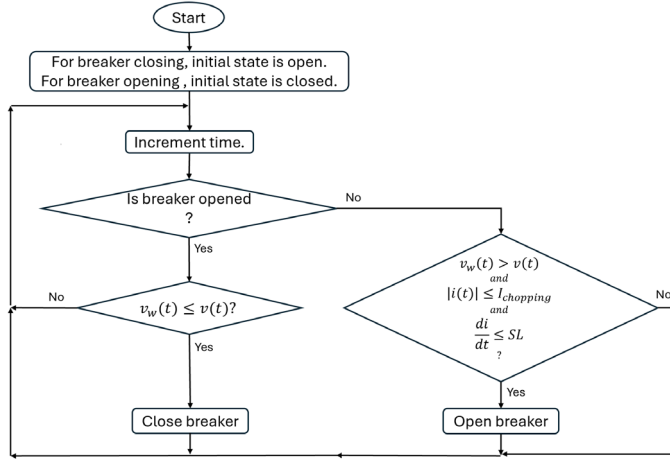 Start
For breaker closing, initial state is open.
For breaker opening , initial state is closed.
Increment time.
Is breaker opened
?
No
Yes
v_w(t) ≤ v(t)?
No
Yes
Close breaker
v_w(t) > v(t)
and
|i(t)| ≤ I_chopping
and
di/dt ≤ SL
?
No
Yes
Open breaker